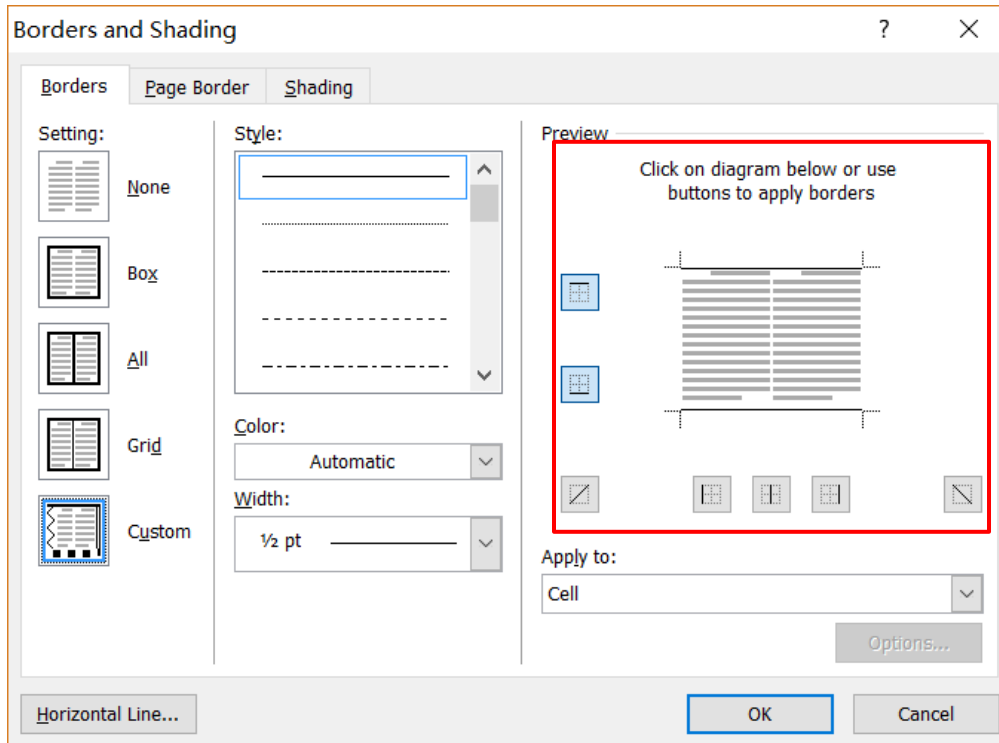 Borders and Shading
?
Borders
Page Border
Shading
Setting:
None
Box
All
Grid
Custom
Style:
Color:
Automatic
Width:
½ pt
Preview
Click on diagram below or use
buttons to apply borders
Apply to:
Cell
Options...
Horizontal Line...
OK
Cancel